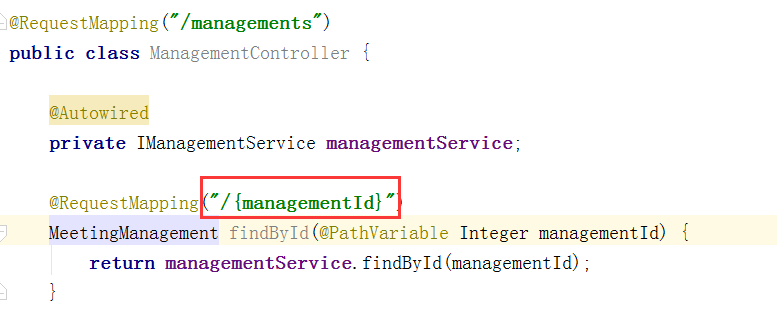 @RequestMapping("/managements")
public class ManagementController {
@Autowired
private IManagementService managementService;
@RequestMapping("/{managementId}")
MeetingManagement findById(@PathVariable Integer managementId) {
return managementService.findById(managementId);
}